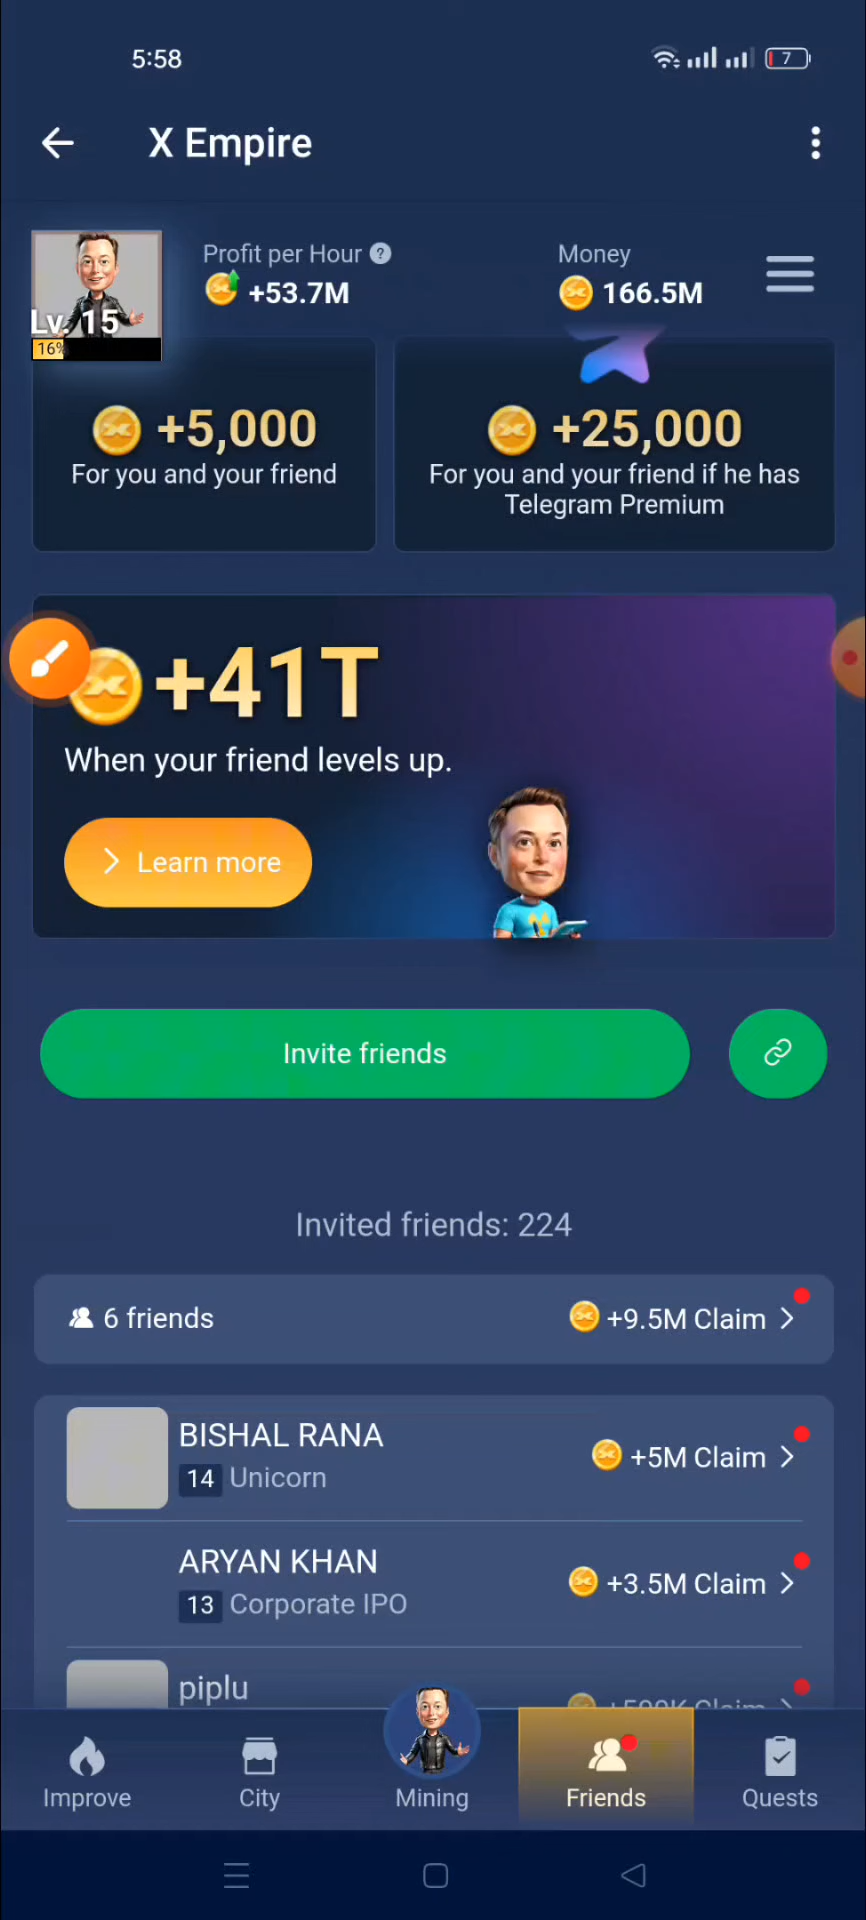 5:58
7
X Empire
Profit per Hour ?
+53.7M
Money
166.5M
Lv. 15
16%
+5,000
For you and your friend
+25,000
For you and your friend if he has
Telegram Premium
+41T
When your friend levels up.
Learn more
Invite friends
Invited friends: 224
6 friends
+9.5M Claim
BISHAL RANA
14 Unicorn
+5M Claim
ARYAN KHAN
13 Corporate IPO
+3.5M Claim
piplu
+500K Claim
Improve
City
Mining
Friends
Quests